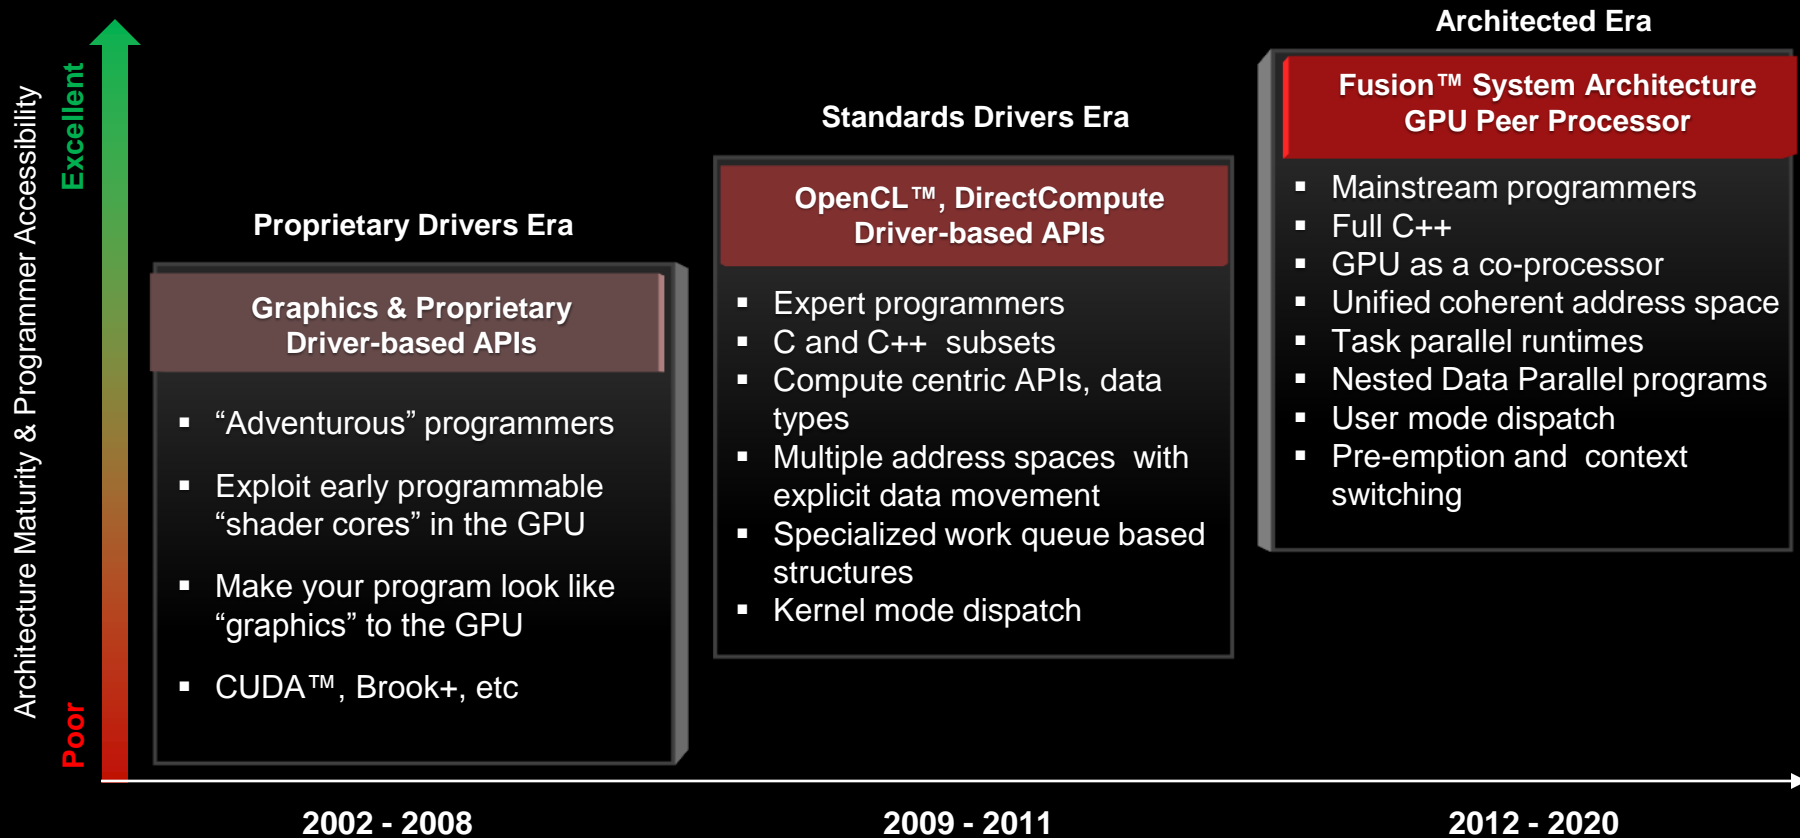 Architecture Maturity & Programmer Accessibility
Excellent
Poor
Proprietary Drivers Era
Graphics & Proprietary
Driver-based APIs
▪ “Adventurous” programmers
▪ Exploit early programmable
“shader cores” in the GPU
▪ Make your program look like
“graphics” to the GPU
▪ CUDA™, Brook+, etc
2002 - 2008
Standards Drivers Era
OpenCL™, DirectCompute
Driver-based APIs
▪ Expert programmers
▪ C and C++ subsets
▪ Compute centric APIs, data
types
▪ Multiple address spaces with
explicit data movement
▪ Specialized work queue based
structures
▪ Kernel mode dispatch
2009 - 2011
Architected Era
Fusion™ System Architecture
GPU Peer Processor
▪ Mainstream programmers
▪ Full C++
▪ GPU as a co-processor
▪ Unified coherent address space
▪ Task parallel runtimes
▪ Nested Data Parallel programs
▪ User mode dispatch
▪ Pre-emption and context
switching
2012 - 2020